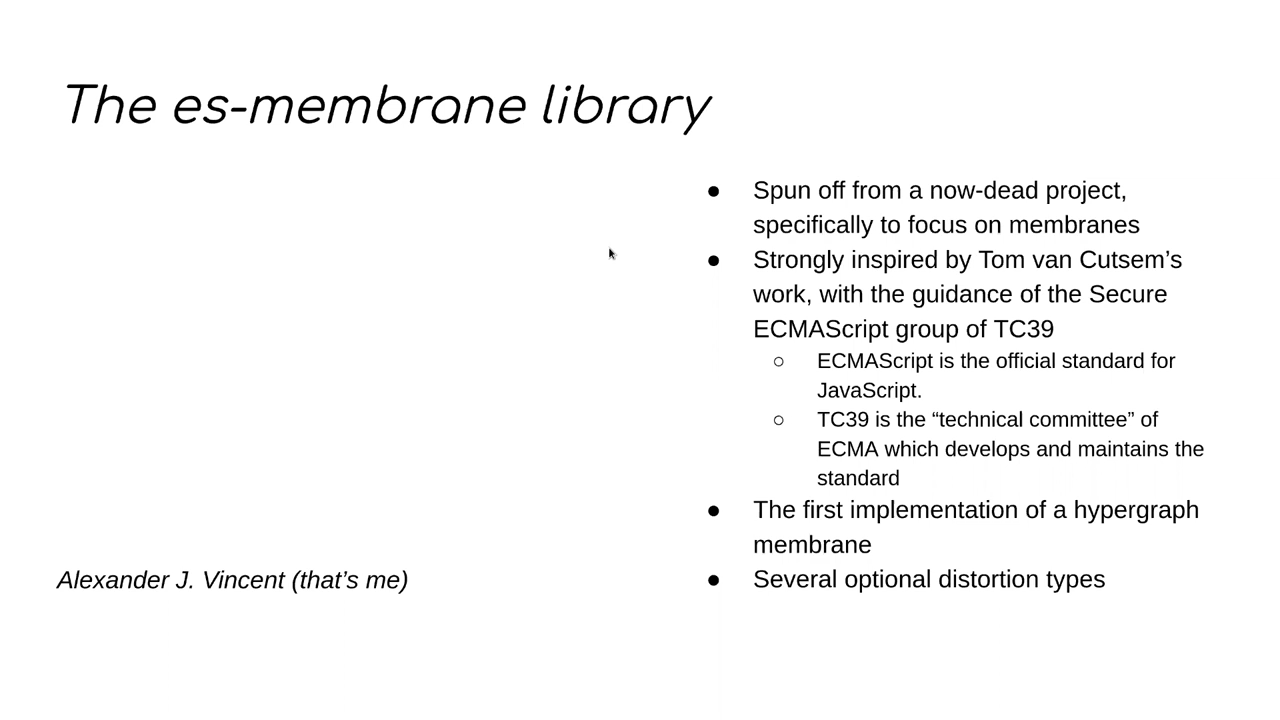 The es-membrane library
● Spun off from a now-dead project,
specifically to focus on membranes
● Strongly inspired by Tom van Cutsem’s
work, with the guidance of the Secure
ECMAScript group of TC39
○ ECMAScript is the official standard for
JavaScript.
○ TC39 is the “technical committee” of
ECMA which develops and maintains the
standard
● The first implementation of a hypergraph
membrane
● Several optional distortion types
Alexander J. Vincent (that’s me)